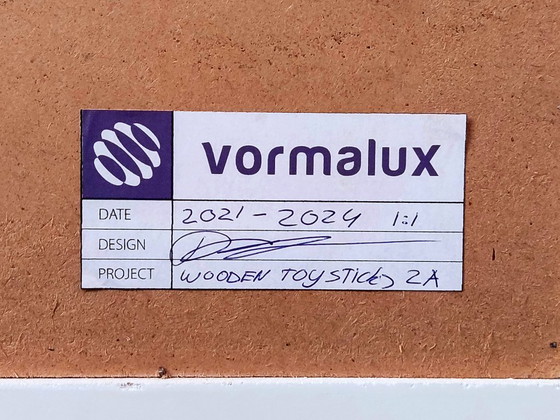 vormalux
DATE 2021 - 2024 1:1
DESIGN
PROJECT WOODEN TOYSTICKS 2A